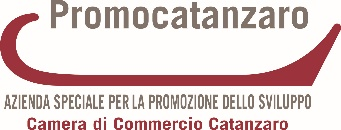 Promocatanzaro
AZIENDA SPECIALE PER LA PROMOZIONE DELLO SVILUPPO
Camera di Commercio Catanzaro